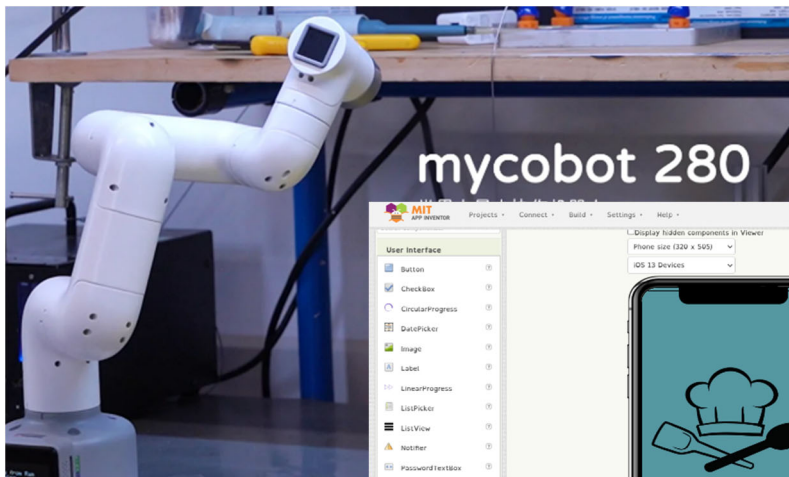 mycobot 280
MIT
APP INVENTOR
Projects
Connect
Build
Settings
Help
Display hidden components in Viewer
User Interface
Phone size (320 x 505)
iOS 13 Devices
Button
CheckBox
CircularProgress
DatePicker
Image
Label
LinearProgress
ListPicker
ListView
Notifier
PasswordTextBox